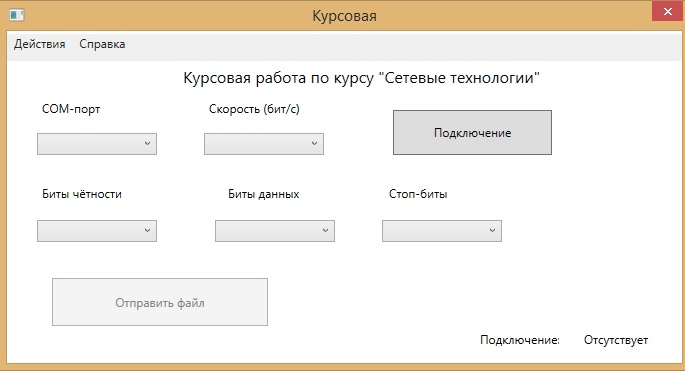 Курсовая
Действия Справка
Курсовая работа по курсу "Сетевые технологии"
COM-порт Скорость (бит/с)
Подключение
Биты чётности Биты данных Стоп-биты
Отправить файл
Подключение: Отсутствует